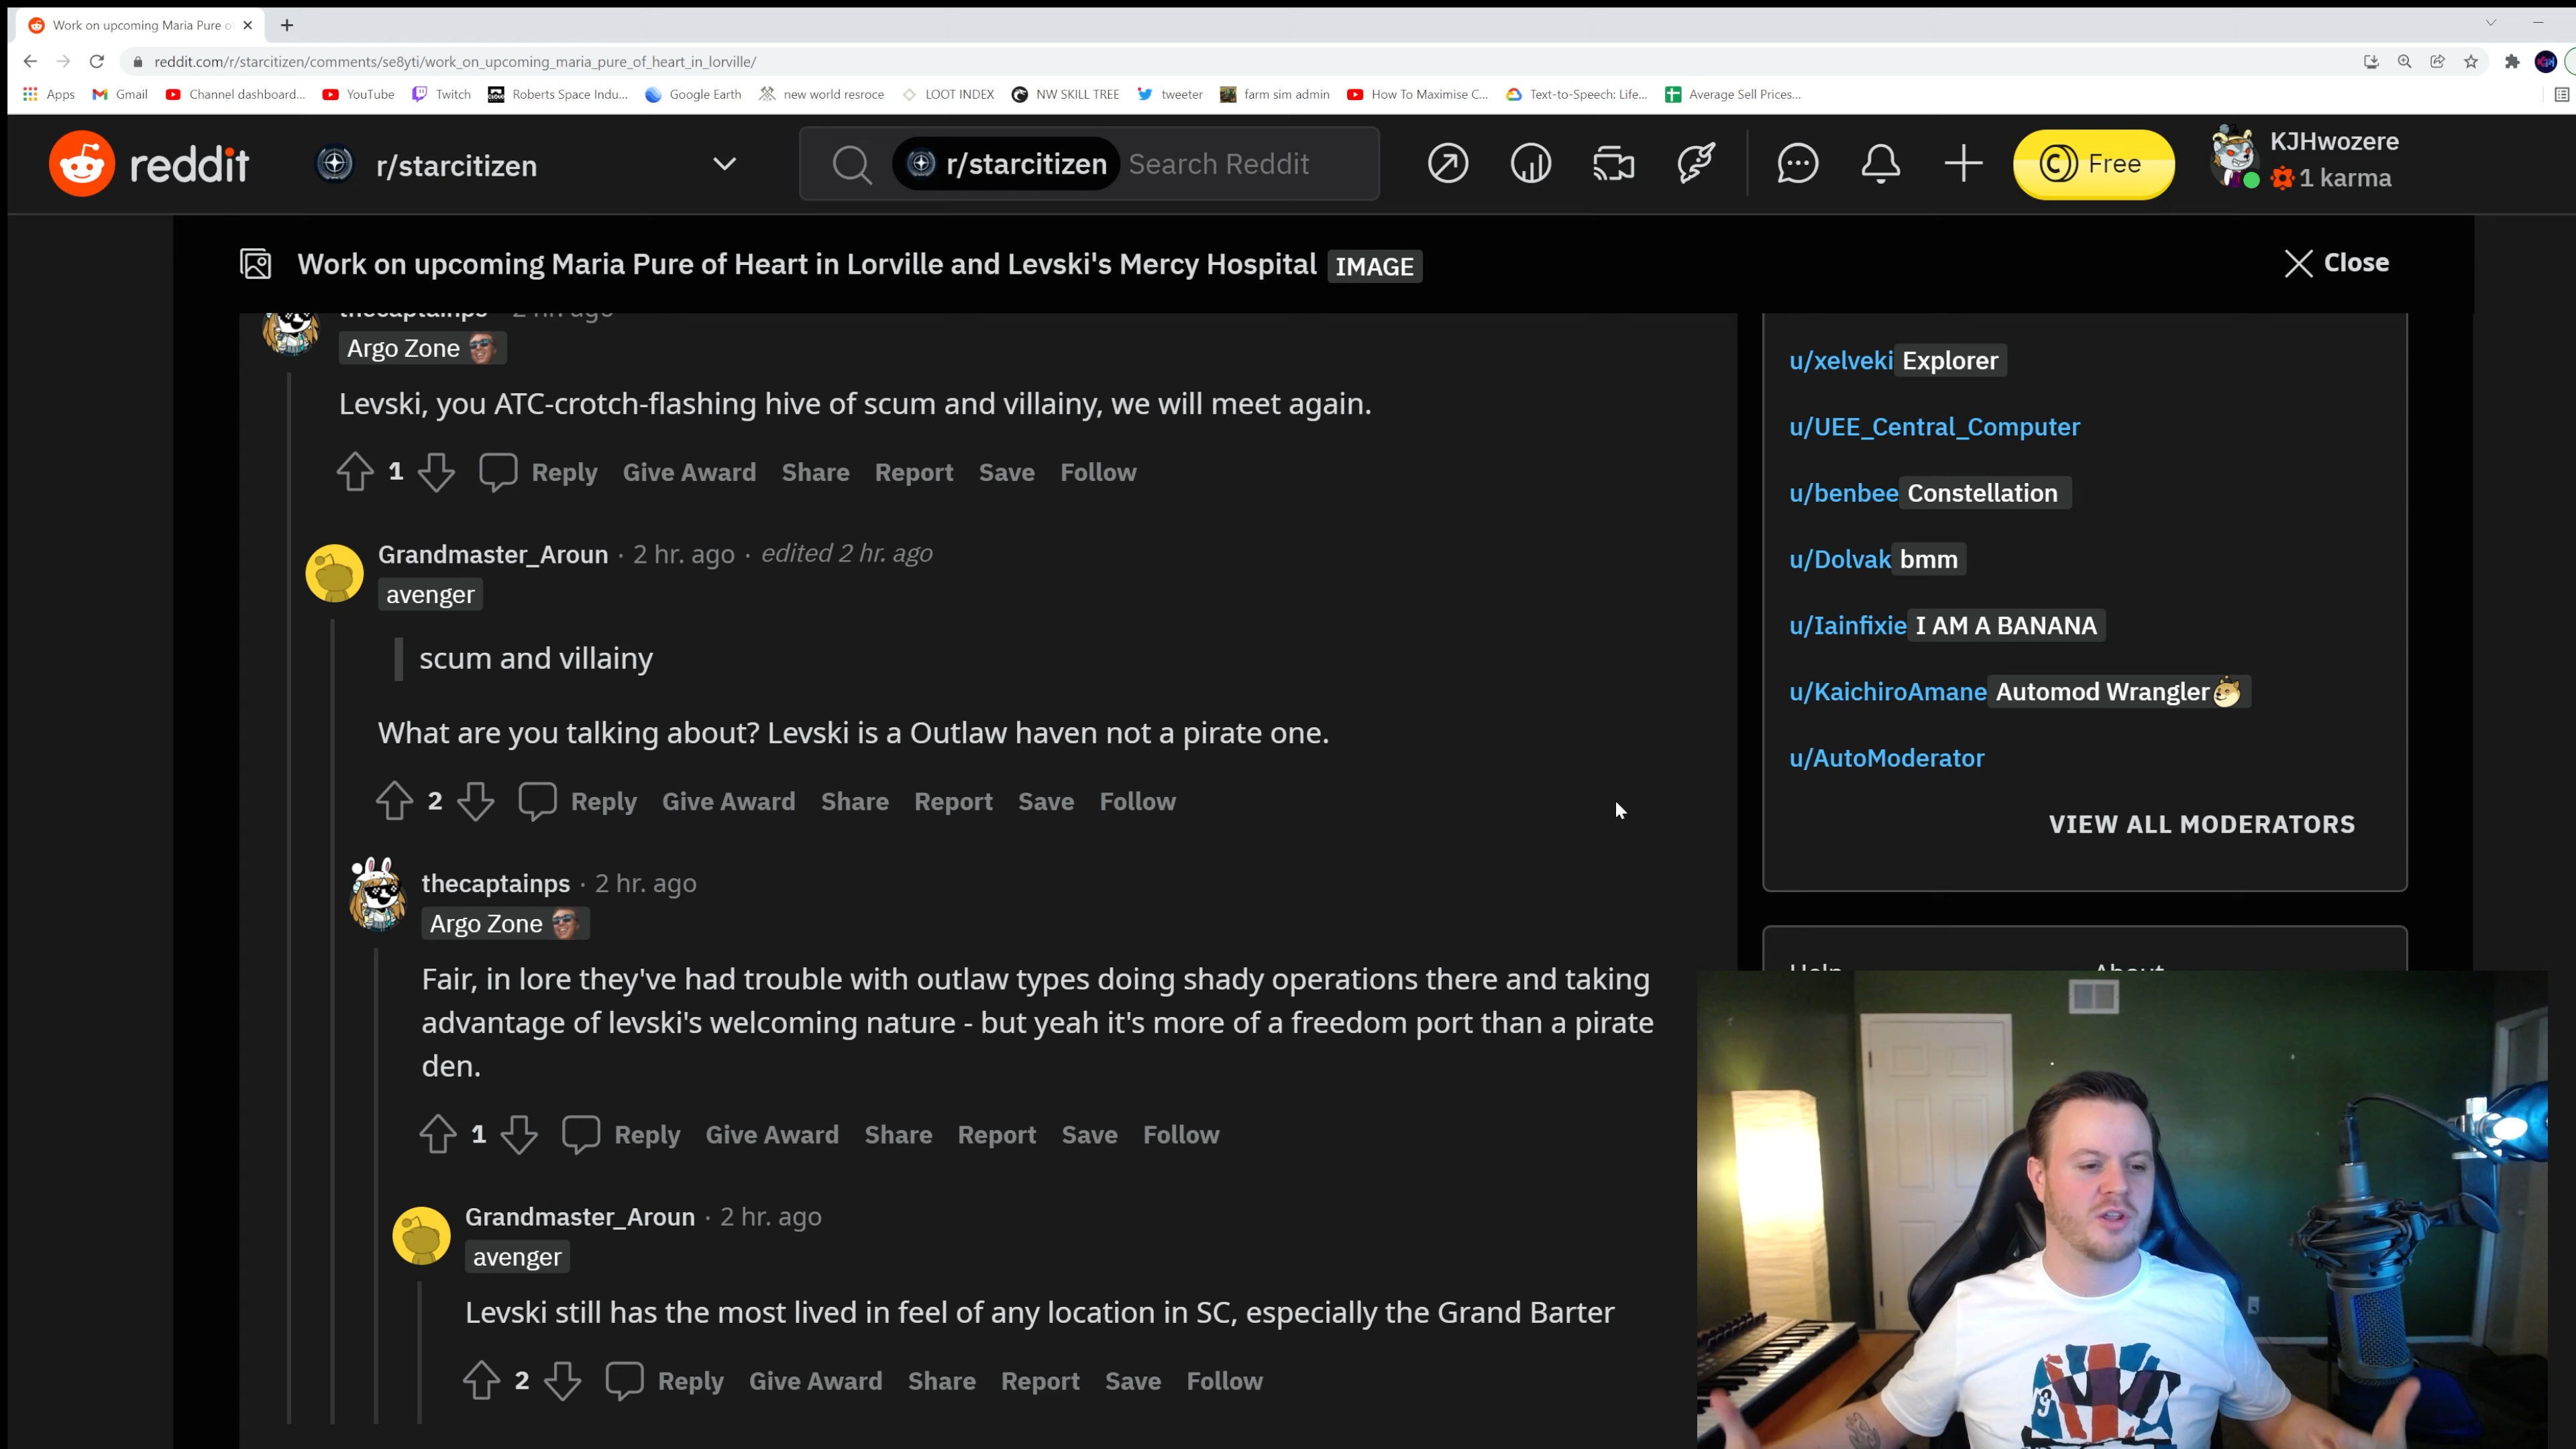 Work on upcoming Maria Pure o
reddit.com/r/starcitizen/comments/se8yti/work_on_upcoming_maria_pure_of_heart_in_lorville/
Apps Gmail Channel dashboard... YouTube Twitch Roberts Space Indu... Google Earth new world resroce LOOT INDEX NW SKILL TREE tweeter farm sim admin How To Maximise C... Text-to-Speech: Life... Average Sell Prices...
reddit r/starcitizen r/starcitizen Search Reddit Free KJHwozere
1 karma
Work on upcoming Maria Pure of Heart in Lorville and Levski's Mercy Hospital IMAGE Close
thecaptainps · 2 hr. ago
Argo Zone
Levski, you ATC-crotch-flashing hive of scum and villainy, we will meet again.
1 Reply Give Award Share Report Save Follow
Grandmaster_Aroun · 2 hr. ago · edited 2 hr. ago
avenger
scum and villainy
What are you talking about? Levski is a Outlaw haven not a pirate one.
2 Reply Give Award Share Report Save Follow
thecaptainps · 2 hr. ago
Argo Zone
Fair, in lore they've had trouble with outlaw types doing shady operations there and taking
advantage of levski's welcoming nature - but yeah it's more of a freedom port than a pirate
den.
1 Reply Give Award Share Report Save Follow
Grandmaster_Aroun · 2 hr. ago
avenger
Levski still has the most lived in feel of any location in SC, especially the Grand Barter
2 Reply Give Award Share Report Save Follow
u/xelveki Explorer
u/UEE_Central_Computer
u/benbee Constellation
u/Dolvak bmm
u/Iainfixie I AM A BANANA
u/KaichiroAmane Automod Wrangler
u/AutoModerator
VIEW ALL MODERATORS
Help About